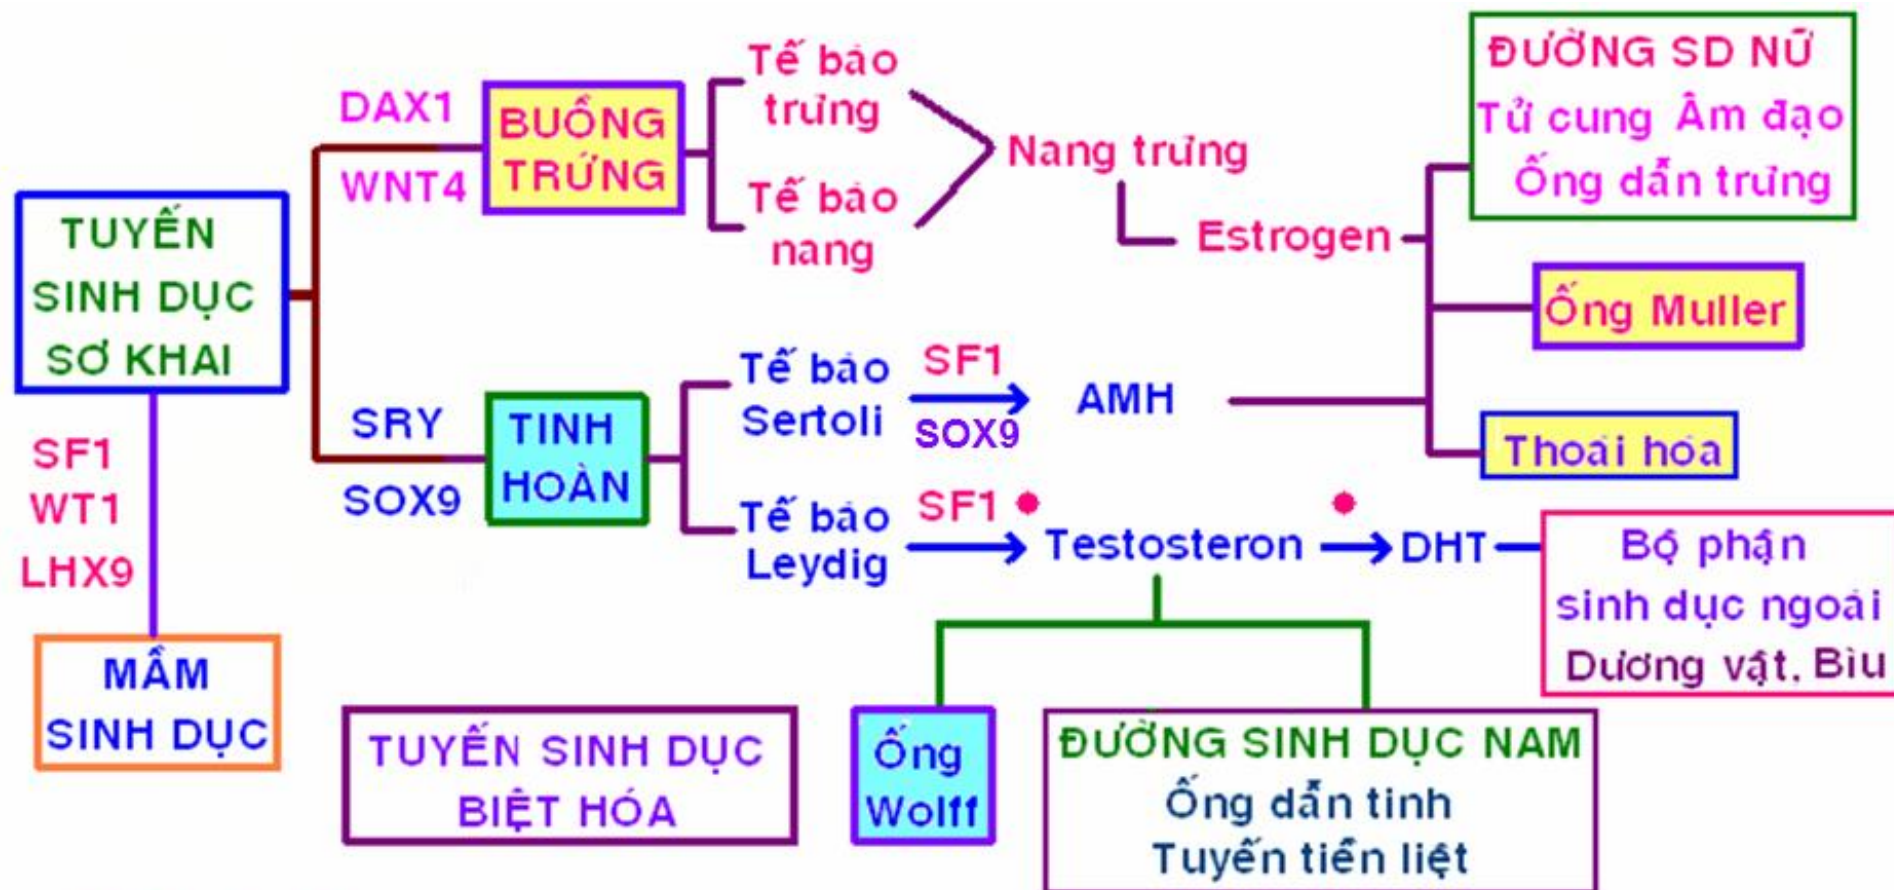 TUYẾN
SINH DỤC
SƠ KHAI
SF1
WT1
LHX9
MẦM
SINH DỤC
DAX1
WNT4
BUỒNG
TRỨNG
Tế bào
trưng
Tế bào
nang
Nang trưng
Estrogen
ĐƯỜNG SD NỮ
Tử cung Âm đạo
Ống dẫn trưng
Ống Muller
Thoái hóa
SRY
SOX9
TINH
HOÀN
Tế bào
Sertoli
SF1
SOX9
AMH
Tế bào
Leydig
SF1
Testosteron
DHT
Bộ phận
sinh dục ngoài
Dương vật, Bìu
TUYẾN SINH DỤC
BIỆT HÓA
Ống
Wolff
ĐƯỜNG SINH DỤC NAM
Ống dẫn tinh
Tuyến tiền liệt